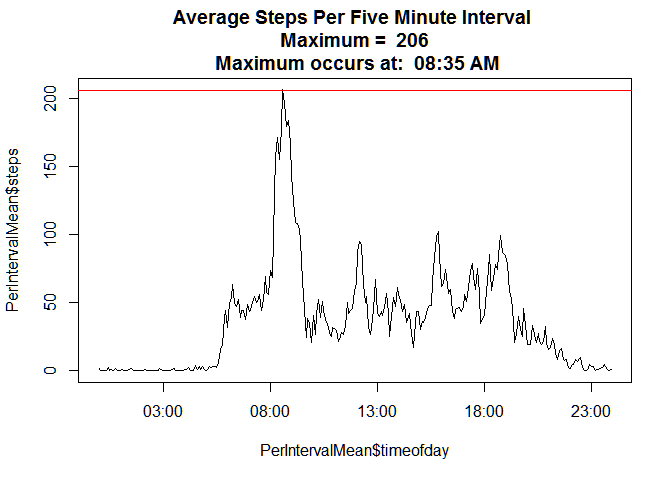 Average Steps Per Five Minute Interval
Maximum =  206
Maximum occurs at:  08:35 AM
PerIntervalMean$steps
200
150
100
50
0
03:00
08:00
13:00
18:00
23:00
PerIntervalMean$timeofday